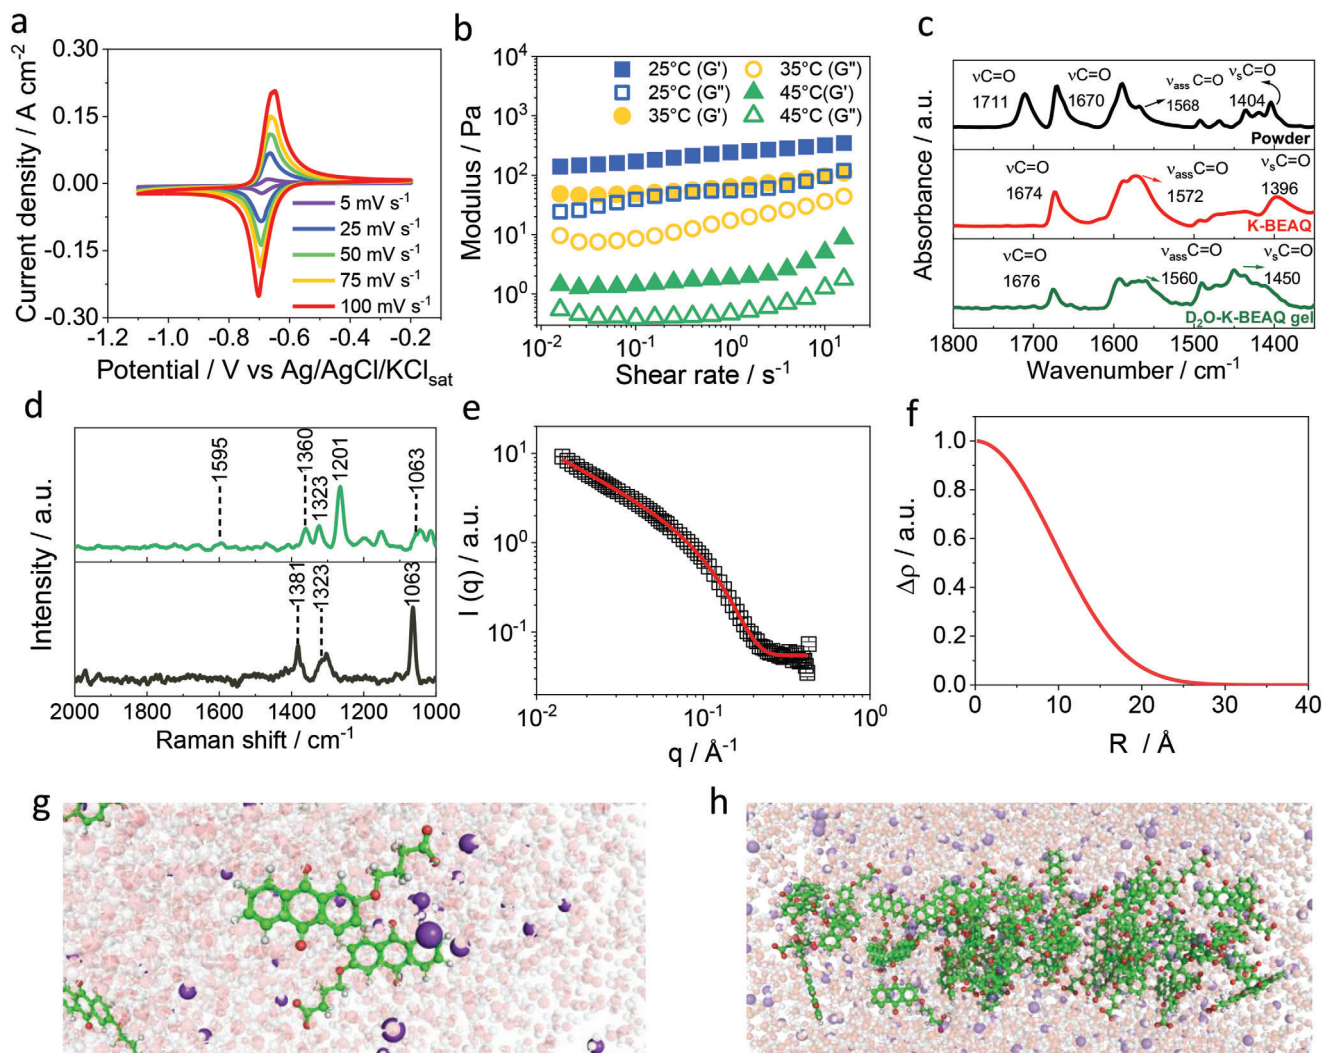 a
0.30
0.15
0.00
-0.15
-0.30
Current density / A cm⁻²
5 mV s⁻¹
25 mV s⁻¹
50 mV s⁻¹
75 mV s⁻¹
100 mV s⁻¹
-1.2 -1.0 -0.8 -0.6 -0.4 -0.2
Potential / V vs Ag/AgCl/KClsat
b
10⁴
10³
10²
10¹
10⁰
Modulus / Pa
25°C (G') 35°C (G")
25°C (G") 45°C(G')
35°C (G') 45°C (G")
10⁻² 10⁻¹ 10⁰ 10¹
Shear rate / s⁻¹
c
Absorbance / a.u.
νC=O νC=O νassC=O νsC=O
1711 1670 1568 1404
Powder
νC=O νassC=O νsC=O
1674 1572 1396
K-BEAQ
νC=O νassC=O νsC=O
1676 1560 1450
D₂O-K-BEAQ gel
1800 1700 1600 1500 1400
Wavenumber / cm⁻¹
d
Intensity / a.u.
1595 1360 1323 1201 1063
1381 1323 1063
2000 1800 1600 1400 1200 1000
Raman shift / cm⁻¹
e
10¹
10⁰
10⁻¹
I (q) / a.u.
10⁻² 10⁻¹ 10⁰
q / Å⁻¹
f
1.0
0.8
0.6
0.4
0.2
0.0
Δρ / a.u.
0 10 20 30 40
R / Å
g
h